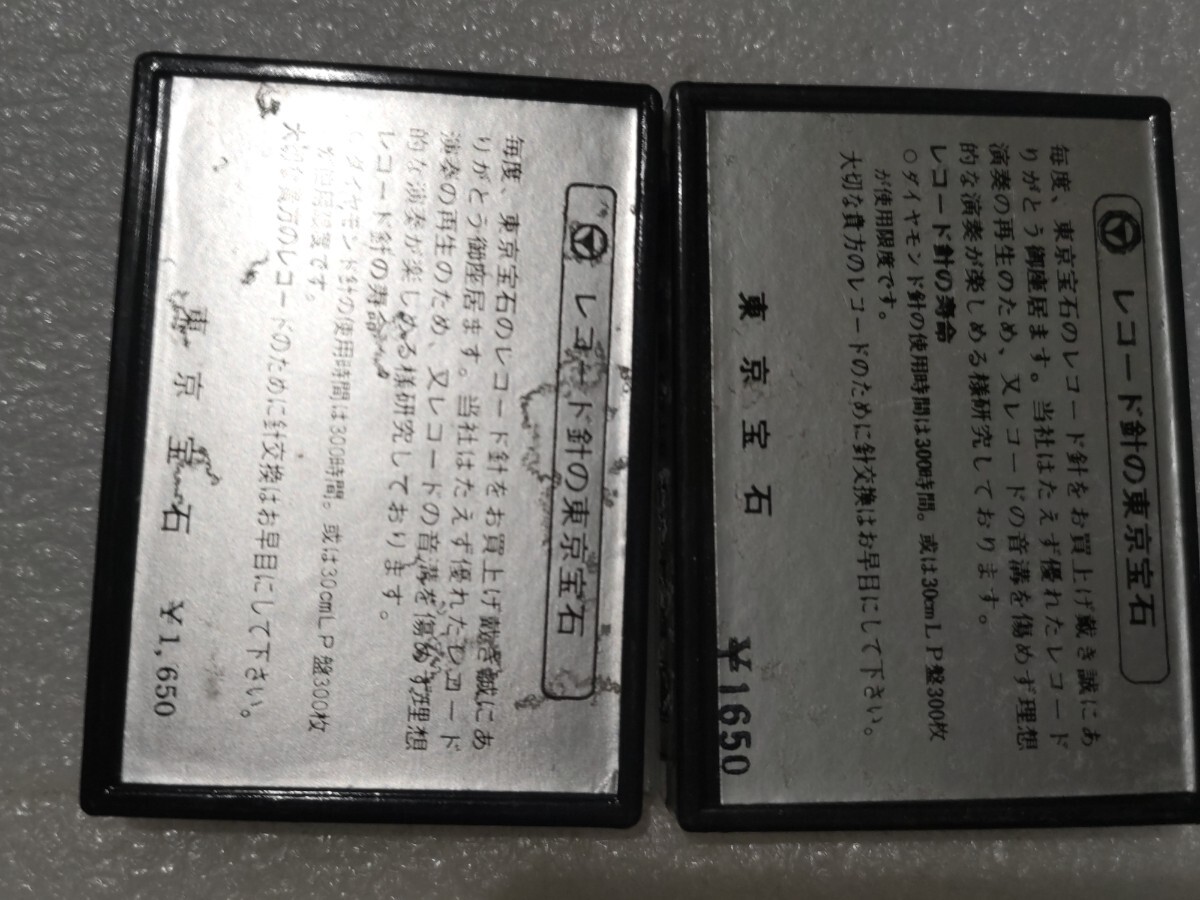 レコード針の東京宝石
毎度、東京宝石のレコード針をお買上げ戴き誠にあ
りがとう御座居ます。当社はたえず優れたレコード
演奏の再生のため、又レコードの音溝を傷めず理想
的な演奏が楽しめる様研究しております。
レコード針の寿命
○ダイヤモンド針の使用時間は300時間。或は30cmLP盤300枚
が使用限度です。
大切な貴方のレコードのために針交換はお早目にして下さい。
東京宝石
¥1650
レコード針の東京宝石
毎度、東京宝石のレコード針をお買上げ戴き誠にあ
りがとう御座居ます。当社はたえず優れたレコード
演奏の再生のため、又レコードの音溝を傷めず理想
的な演奏が楽しめる様研究しております。
レコード針の寿命
ダイヤモンド針の使用時間は300時間。或は30cmLP盤300枚
です。
のレコードのために針交換はお早目にして下さい。
東京宝石 ¥1,650